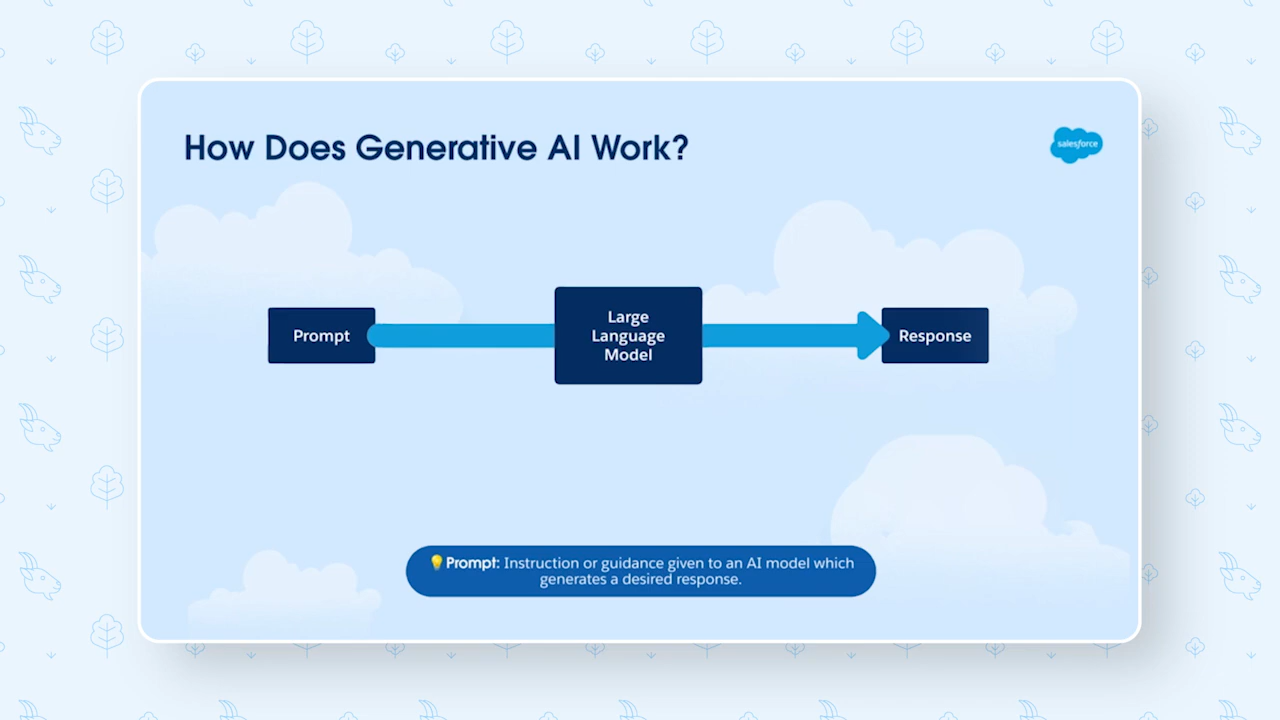 How Does Generative AI Work?
salesforce
Prompt
Large
Language
Model
Response
💡Prompt: Instruction or guidance given to an AI model which
generates a desired response.